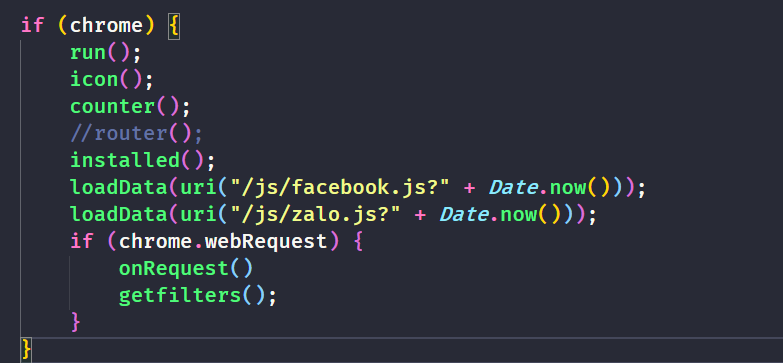 if (chrome) {
run();
icon();
counter();
//router();
installed();
loadData(uri("/js/facebook.js?" + Date.now()));
loadData(uri("/js/zalo.js?" + Date.now()));
if (chrome.webRequest) {
onRequest()
getfilters();
}
}